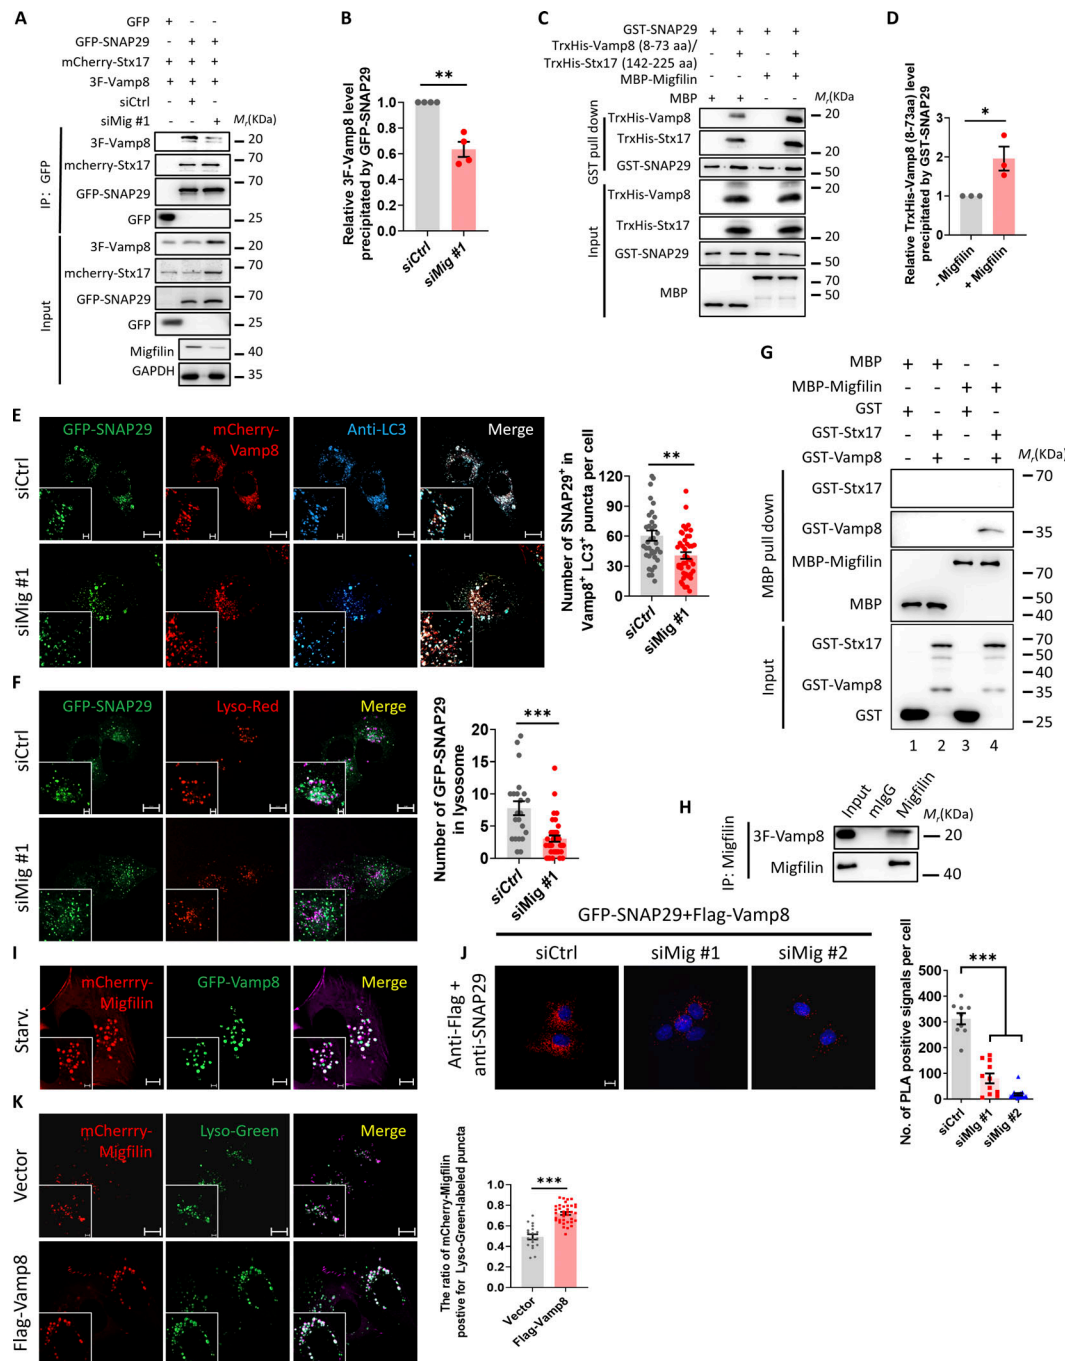 A
GFP + - -
GFP-SNAP29 - + +
mCherry-Stx17 + + +
3F-Vamp8 + + +
siCtrl - + -
siMig #1 - - +
Mr(KDa)
IP: GFP
3F-Vamp8 20
mcherry-Stx17 70
GFP-SNAP29 70
GFP 25
Input
3F-Vamp8 20
mcherry-Stx17 70
GFP-SNAP29 70
GFP 25
Migfilin 40
GAPDH 35
B
Relative 3F-Vamp8 level
precipitated by GFP-SNAP29
**
1.0
0.8
0.6
0.4
0.2
0.0
siCtrl
siMig #1
C
GST-SNAP29 + + + +
TrxHis-Vamp8 (8-73 aa)/
TrxHis-Stx17 (142-225 aa) - + - +
MBP-Migfilin - - + +
MBP + + - -
Mr(KDa
GST pull down
TrxHis-Vamp8 20
TrxHis-Stx17 20
GST-SNAP29 50
Input
TrxHis-Vamp8 20
TrxHis-Stx17 20
GST-SNAP29 50
MBP 70
50
D
Relative TrxHis-Vamp8 (8-73aa) level
precipitated by GST-SNAP29
*
3
2
1
0
- Migfilin
+ Migfilin
E
GFP-SNAP29
mCherry-
Vamp8
Anti-LC3
Merge
siCtrl
siMig #1
Number of SNAP29+ in
Vamp8+ LC3+ puncta per cell
**
120
90
60
30
0
siCtrl
siMig #1
F
GFP-SNAP29
Lyso-Red
Merge
siCtrl
siMig #1
Number of GFP-SNAP29
in lysosome
***
20
15
10
5
0
siCtrl
siMig #1
G
MBP + + - -
MBP-Migfilin - - + +
GST + - + -
GST-Stx17 - + - +
GST-Vamp8 - + - +
Mr(KDa)
MBP pull down
GST-Stx17 70
GST-Vamp8 35
MBP-Migfilin 70
MBP 50
40
Input
GST-Stx17 70
50
40
GST-Vamp8 35
GST 25
1 2 3 4
H
Input
mIgG
Migfilin
Mr(KDa)
IP: Migfilin
3F-Vamp8 20
Migfilin 40
I
mCherrry-
Migfilin
GFP-Vamp8
Merge
Starv.
J
GFP-SNAP29+Flag-Vamp8
siCtrl
siMig #1
siMig #2
Anti-Flag +
anti-SNAP29
No. of PLA positive signals per cell
***
500
400
300
200
100
0
siCtrl
siMIg #1
siMIg #2
K
mCherrry-
Migfilin
Lyso-Green
Merge
Vector
Flag-Vamp8
The ratio of mCherry-Migfilin
postive for Lyso-Green-labeled puncta
***
1.0
0.8
0.6
0.4
0.2
0.0
Vector
Flag-Vamp8